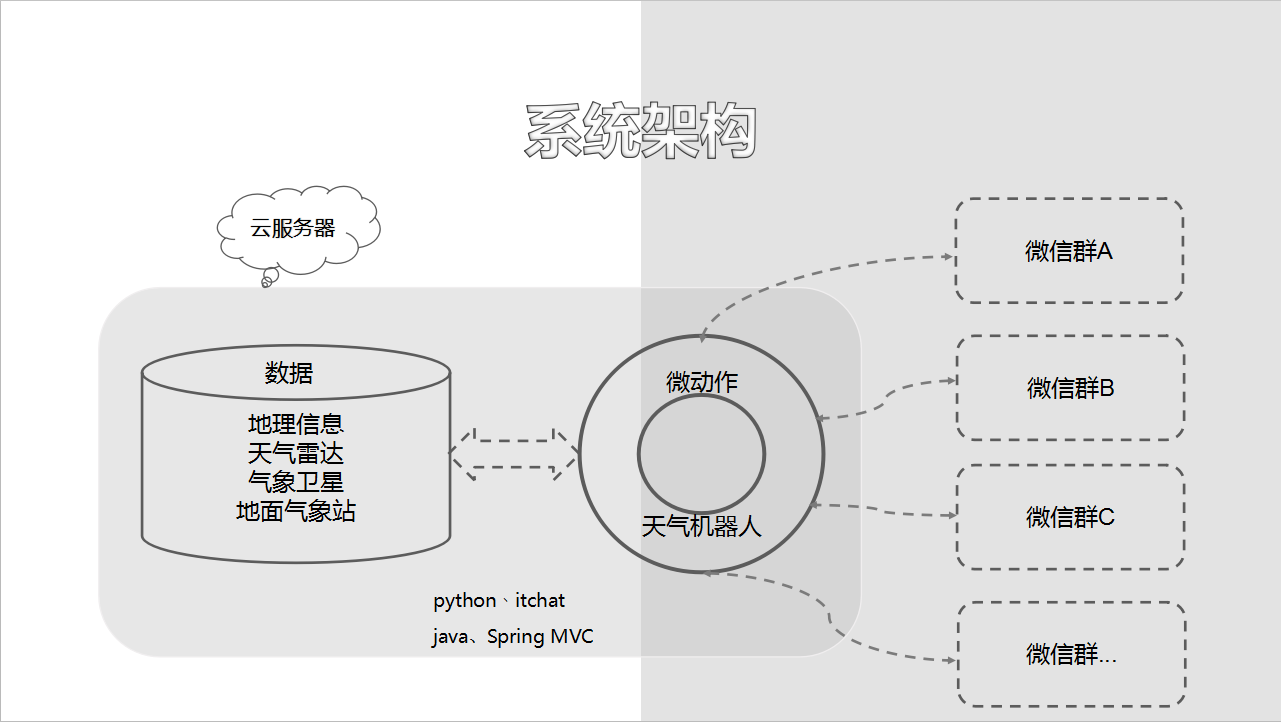 系统架构
云服务器
数据
地理信息
天气雷达
气象卫星
地面气象站
微动作
天气机器人
python、itchat
java、Spring MVC
微信群A
微信群B
微信群C
微信群...